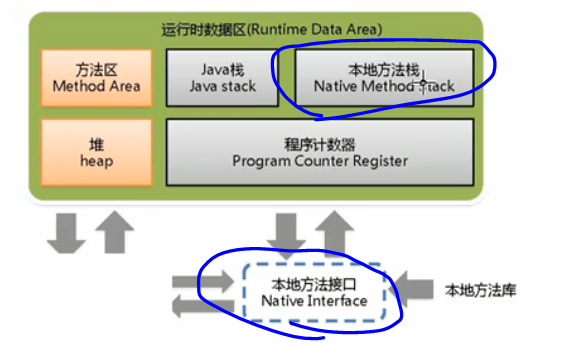 运行时数据区(Runtime Data Area)
方法区
Method Area
Java栈
Java stack
本地方法栈
Native Method Stack
堆
heap
程序计数器
Program Counter Register
本地方法接口
Native Interface
本地方法库